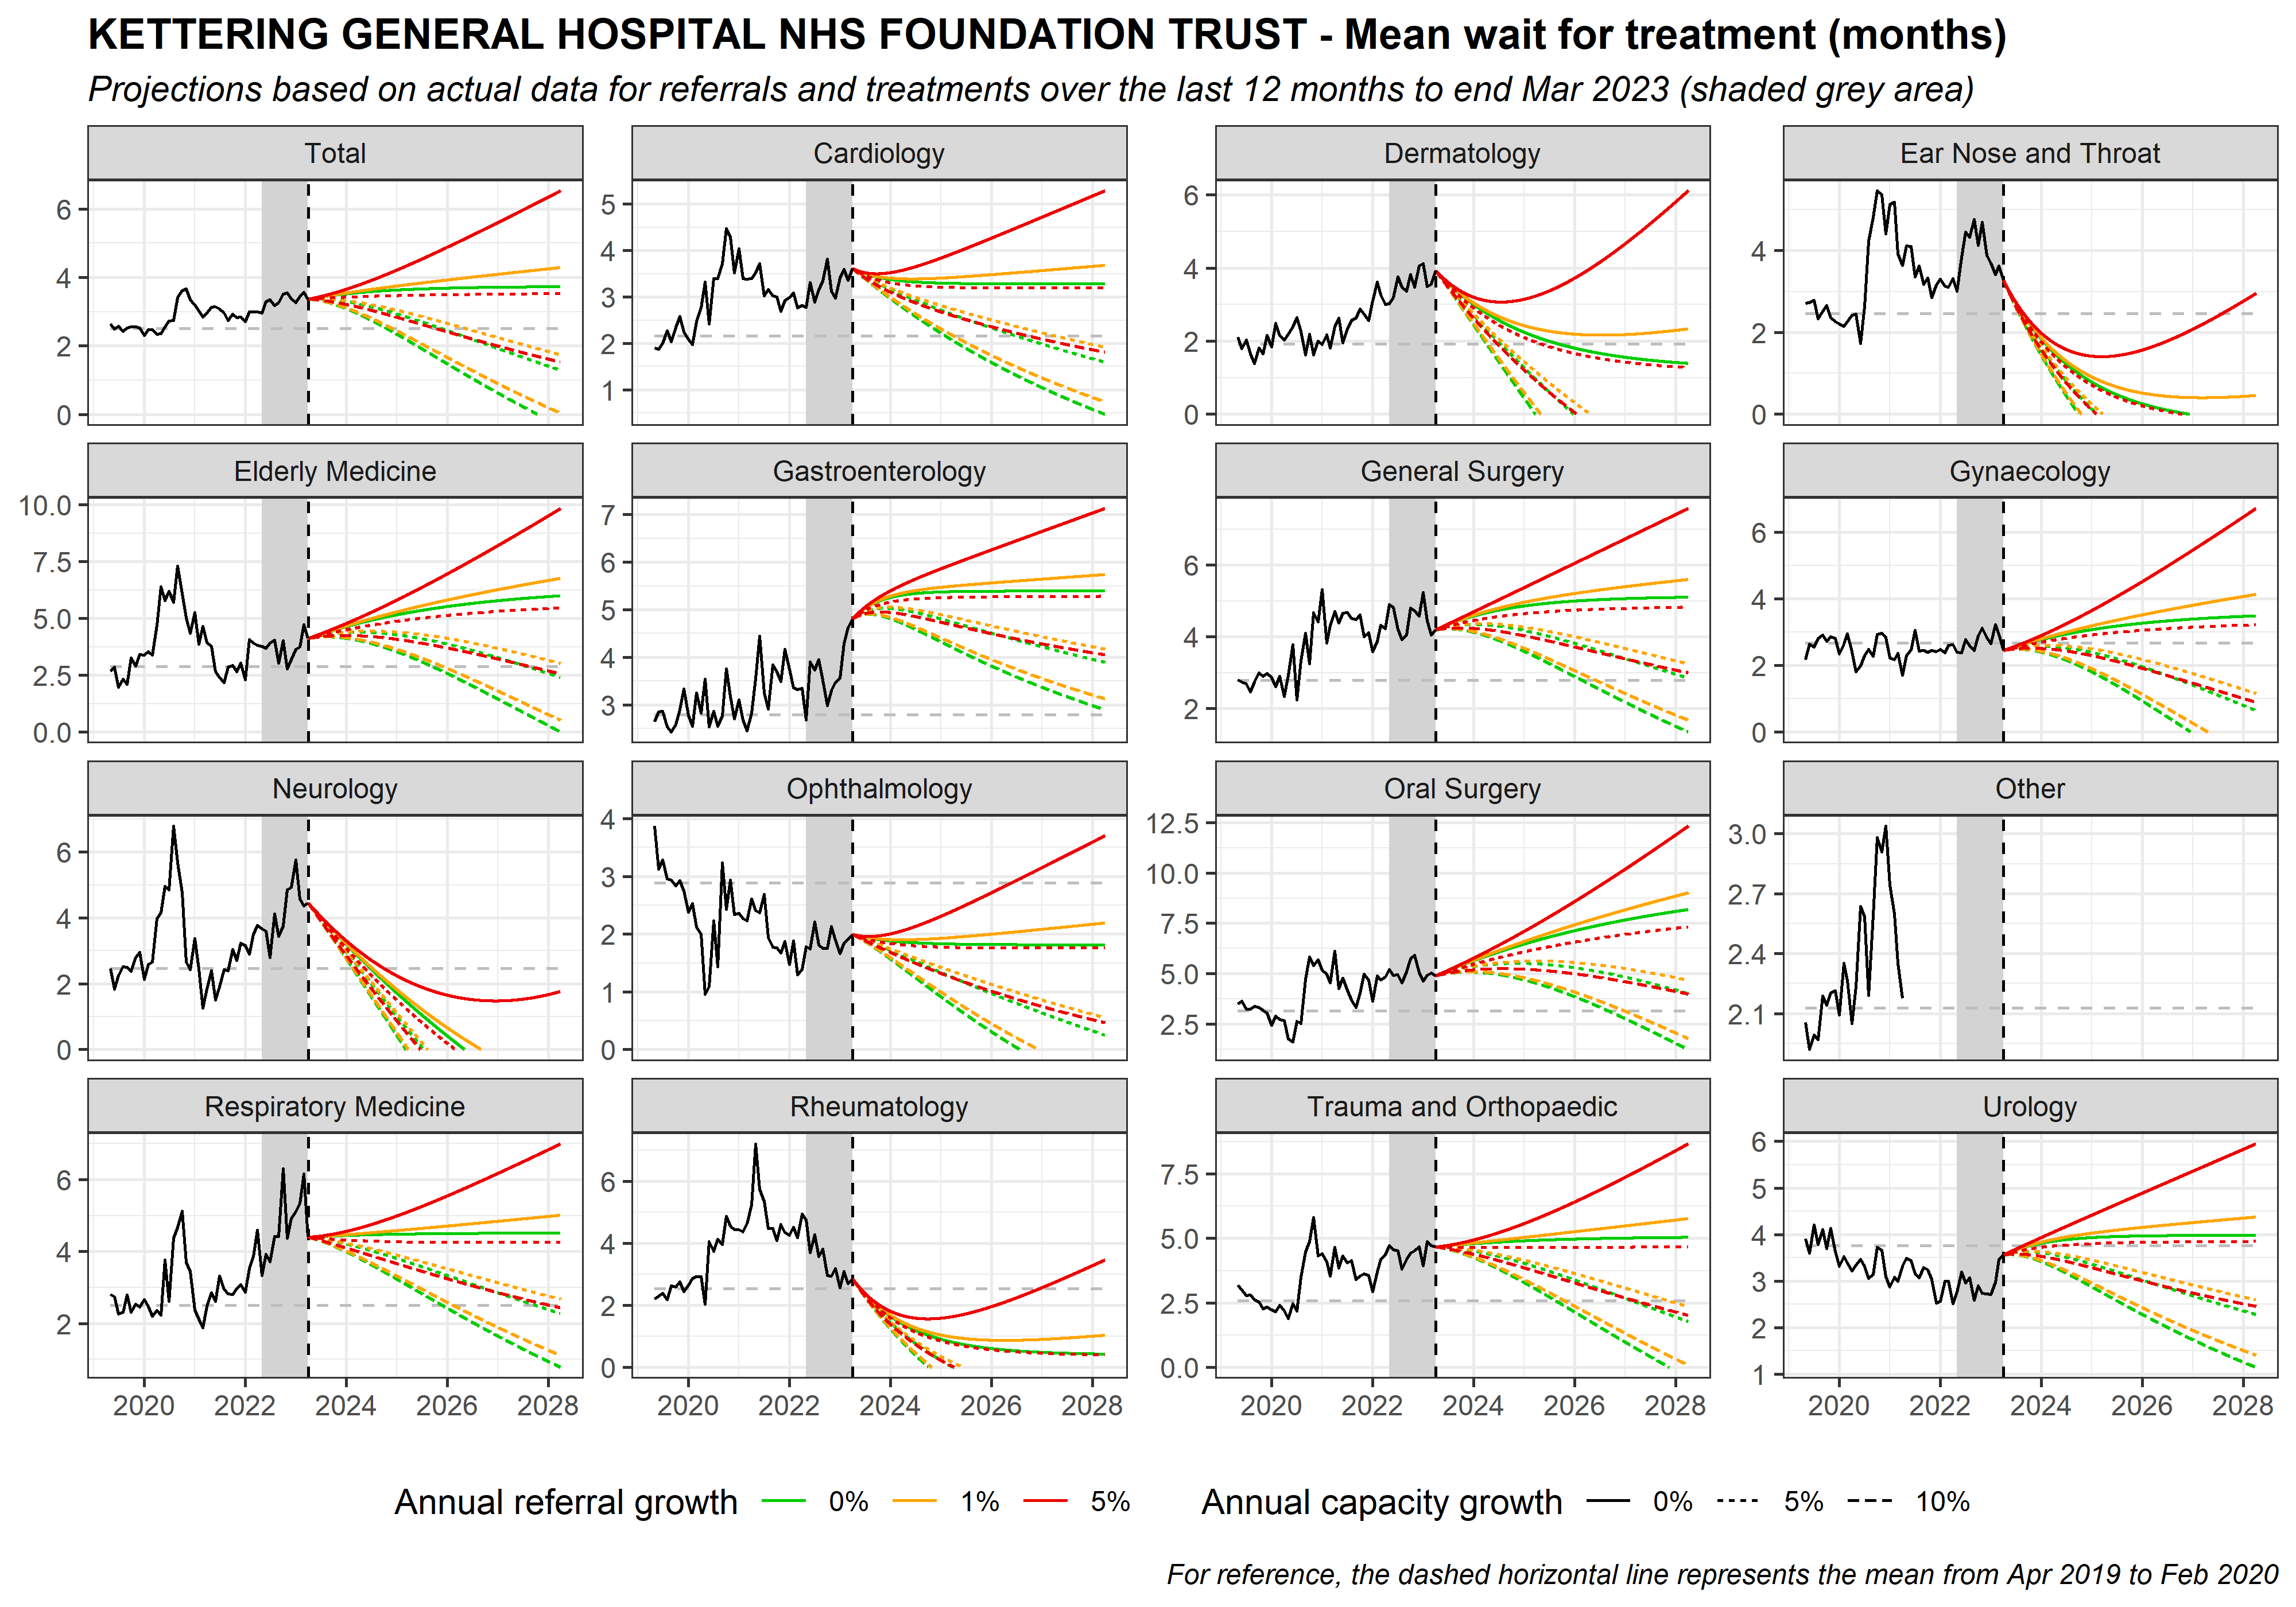 KETTERING GENERAL HOSPITAL NHS FOUNDATION TRUST - Mean wait for treatment (months)
Projections based on actual data for referrals and treatments over the last 12 months to end Mar 2023 (shaded grey area)
Total
Cardiology
Dermatology
Ear Nose and Throat
6
4
2
0
5
4
3
2
1
6
4
2
0
4
2
0
Elderly Medicine
Gastroenterology
General Surgery
Gynaecology
10.0
7.5
5.0
2.5
0.0
7
6
5
4
3
6
4
2
6
4
2
0
Neurology
Ophthalmology
Oral Surgery
Other
6
4
2
0
4
3
2
1
0
12.5
10.0
7.5
5.0
2.5
3.0
2.7
2.4
2.1
Respiratory Medicine
Rheumatology
Trauma and Orthopaedic
Urology
6
4
2
6
4
2
0
7.5
5.0
2.5
0.0
6
5
4
3
2
1
2020 2022 2024 2026 2028
2020 2022 2024 2026 2028
2020 2022 2024 2026 2028
2020 2022 2024 2026 2028
Annual referral growth 0% 1% 5%
Annual capacity growth 0% 5% 10%
For reference, the dashed horizontal line represents the mean from Apr 2019 to Feb 2020